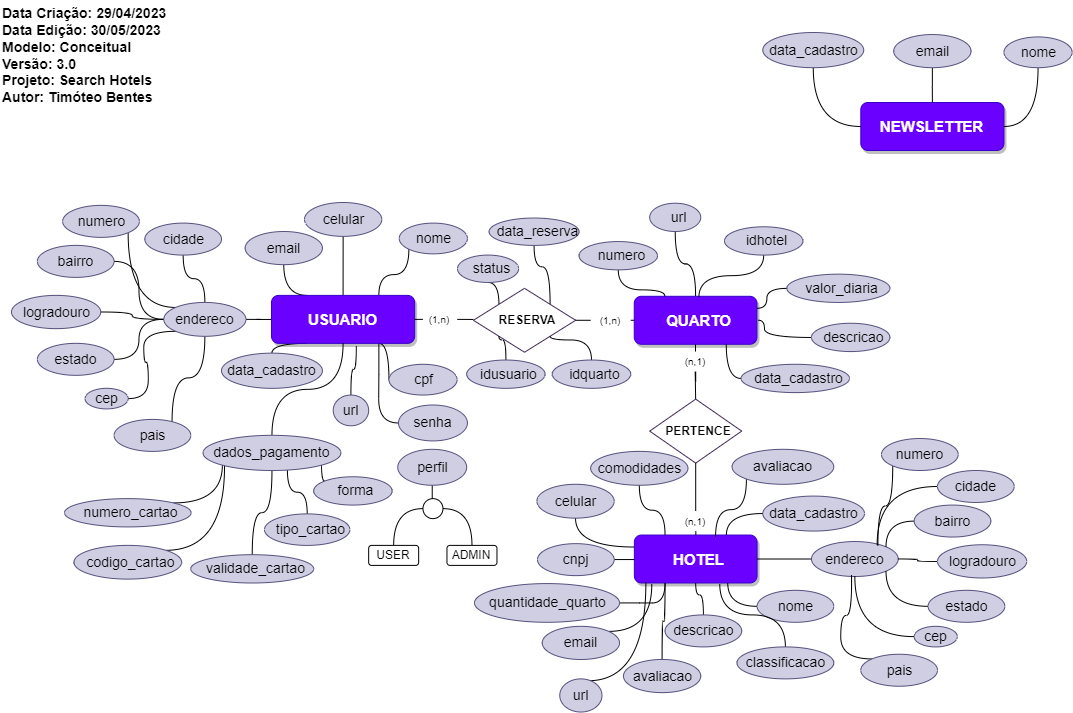 Data Criação: 29/04/2023
Data Edição: 30/05/2023
Modelo: Conceitual
Versão: 3.0
Projeto: Search Hotels
Autor: Timóteo Bentes
data_cadastro
email
nome
NEWSLETTER
numero
cidade
bairro
logradouro
endereco
estado
cep
pais
celular
email
nome
USUARIO
data_cadastro
url
cpf
senha
dados_pagamento
numero_cartao
codigo_cartao
validade_cartao
tipo_cartao
forma
perfil
USER
ADMIN
(1,n)
data_reserva
status
RESERVA
idusuario
idquarto
(1,n)
url
numero
idhotel
valor_diaria
QUARTO
descricao
data_cadastro
(n,1)
PERTENCE
(n,1)
comodidades
avaliacao
celular
data_cadastro
cnpj
HOTEL
quantidade_quarto
email
url
avaliacao
descricao
nome
classificacao
endereco
numero
cidade
bairro
logradouro
estado
cep
pais